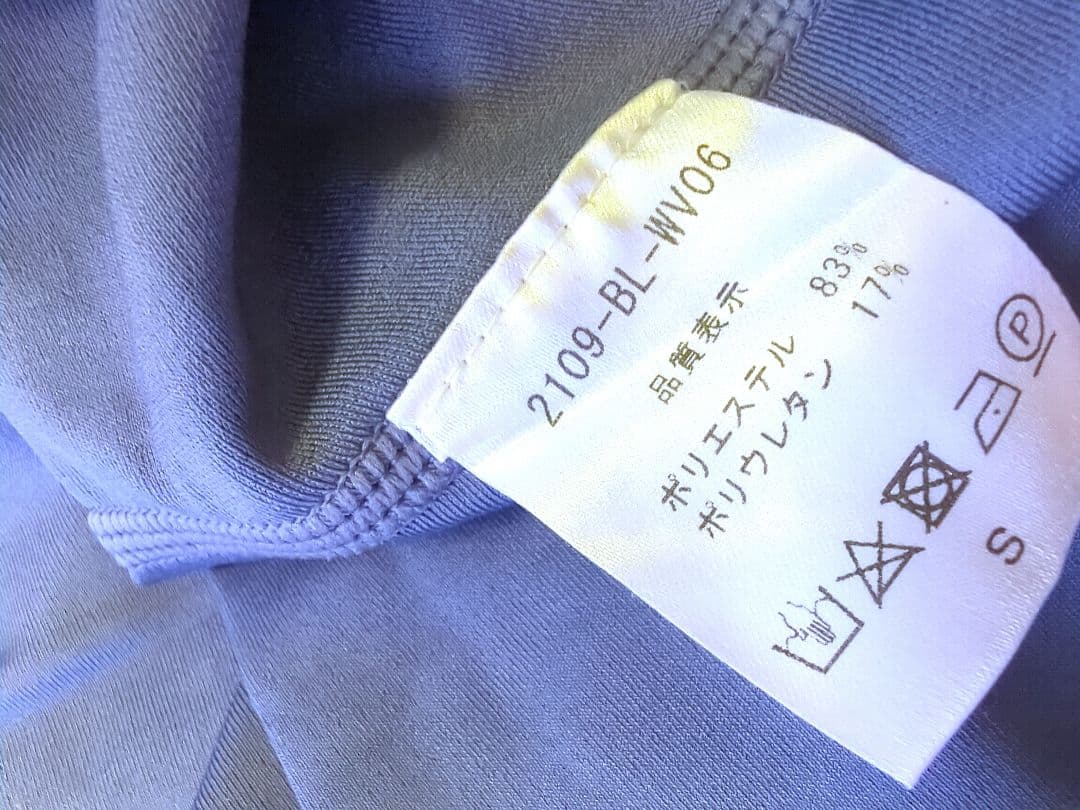 2109-BL-WV06
品質表示
ポリエステル 83%
ポリウレタン 17%
P
S